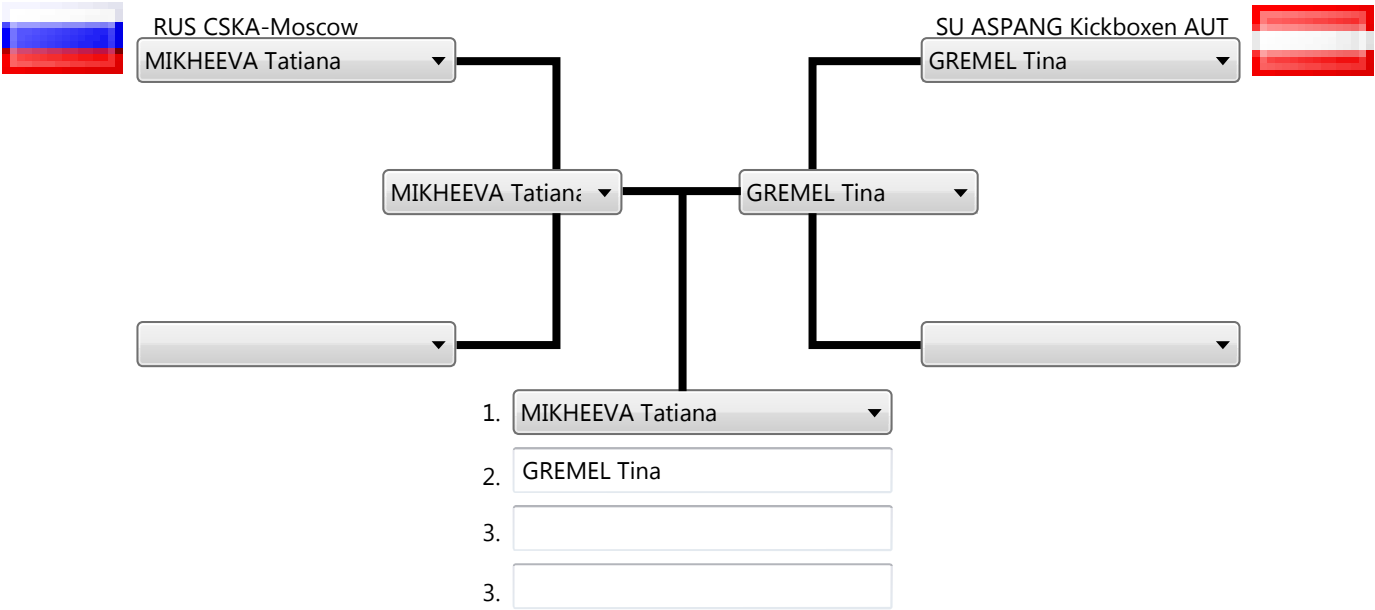 RUS CSKA-Moscow
SU ASPANG Kickboxen AUT
MIKHEEVA Tatiana
GREMEL Tina
MIKHEEVA Tatiana
GREMEL Tina
1. MIKHEEVA Tatiana
2. GREMEL Tina
3.
3.